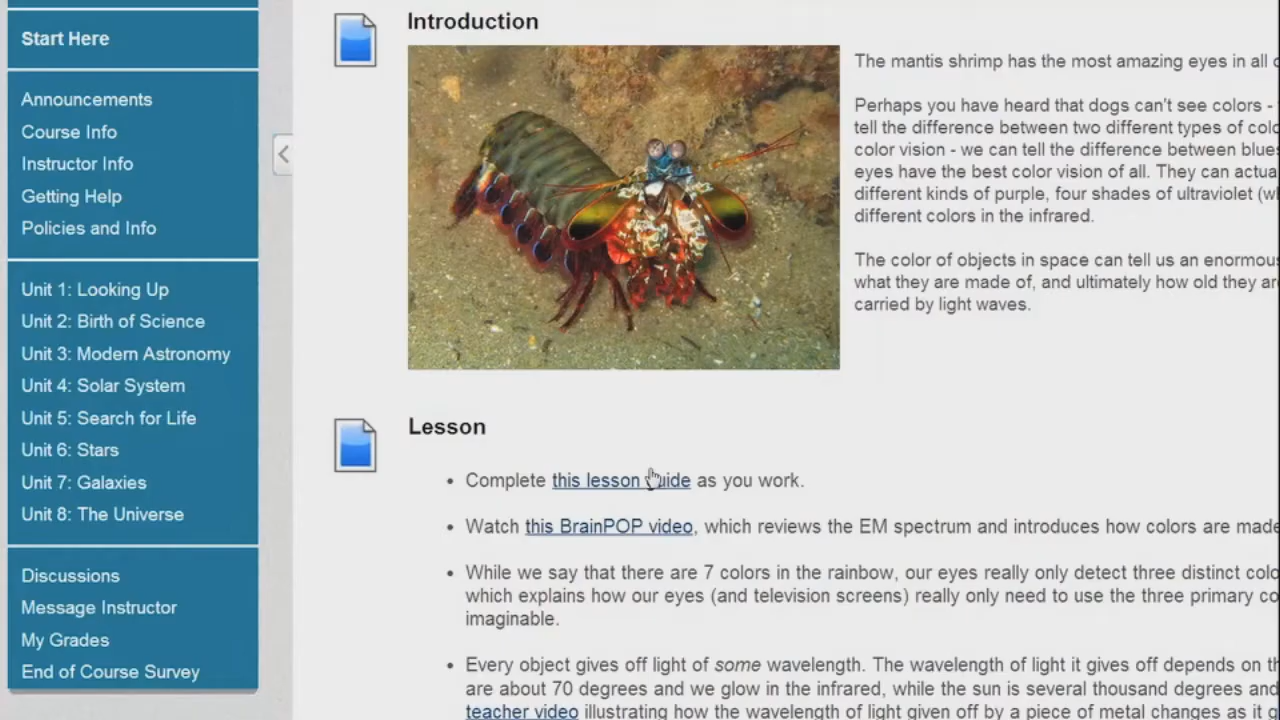 Start Here
Announcements
Course Info
Instructor Info
Getting Help
Policies and Info
Unit 1: Looking Up
Unit 2: Birth of Science
Unit 3: Modern Astronomy
Unit 4: Solar System
Unit 5: Search for Life
Unit 6: Stars
Unit 7: Galaxies
Unit 8: The Universe
Discussions
Message Instructor
My Grades
End of Course Survey
Introduction
The mantis shrimp has the most amazing eyes in all
Perhaps you have heard that dogs can't see colors -
tell the difference between two different types of
color vision - we can tell the difference between
eyes have the best color vision of all. They can
different kinds of purple, four shades of ultraviolet
different colors in the infrared.
The color of objects in space can tell us an
what they are made of, and ultimately how old they
carried by light waves.
Lesson
Complete this lesson guide as you work.
Watch this BrainPOP video, which reviews the EM spectrum and introduces how colors are made
While we say that there are 7 colors in the rainbow, our eyes really only detect three distinct
which explains how our eyes (and television screens) really only need to use the three primary
imaginable.
Every object gives off light of some wavelength. The wavelength of light it gives off depends on
are about 70 degrees and we glow in the infrared, while the sun is several thousand degrees and
teacher video illustrating how the wavelength of light given off by a piece of metal changes as it